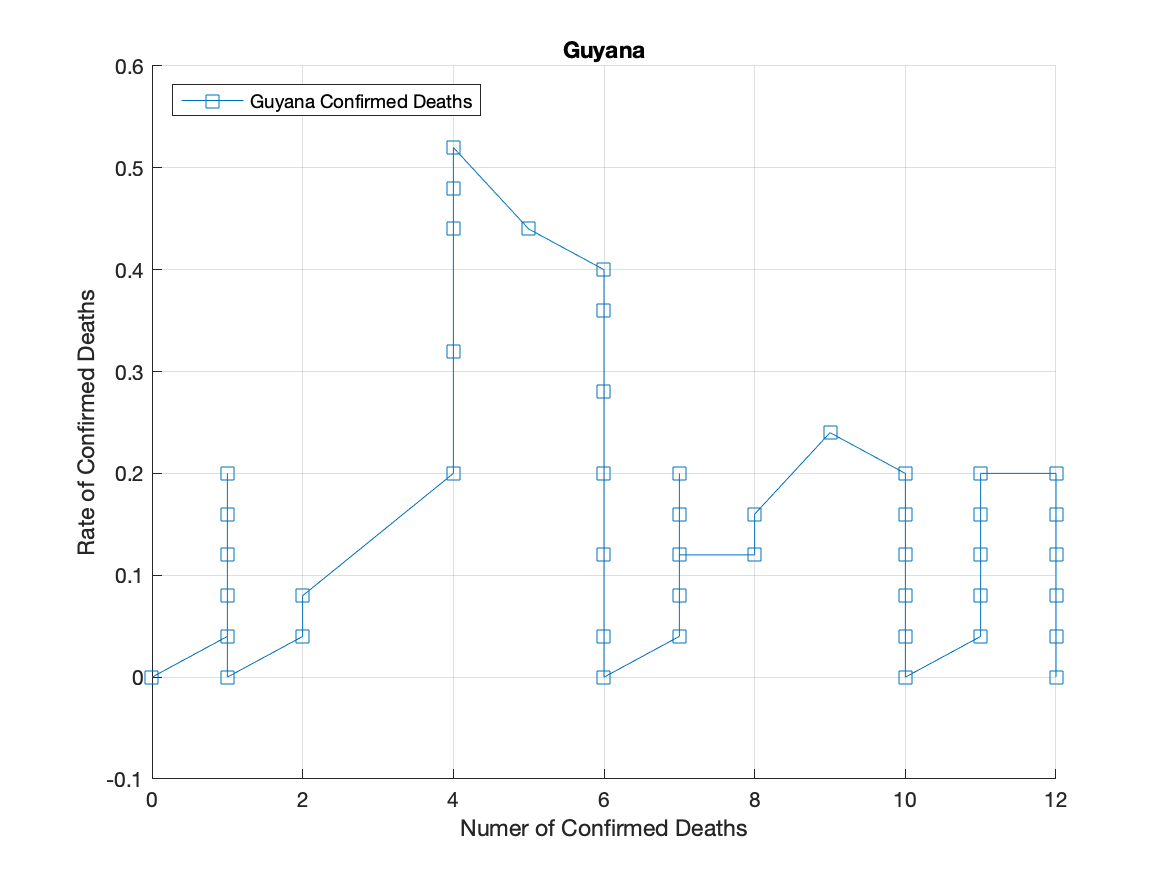 Guyana
Guyana Confirmed Deaths
0.6
0.5
0.4
0.3
0.2
0.1
0
-0.1
Rate of Confirmed Deaths
0 2 4 6 8 10 12
Numer of Confirmed Deaths